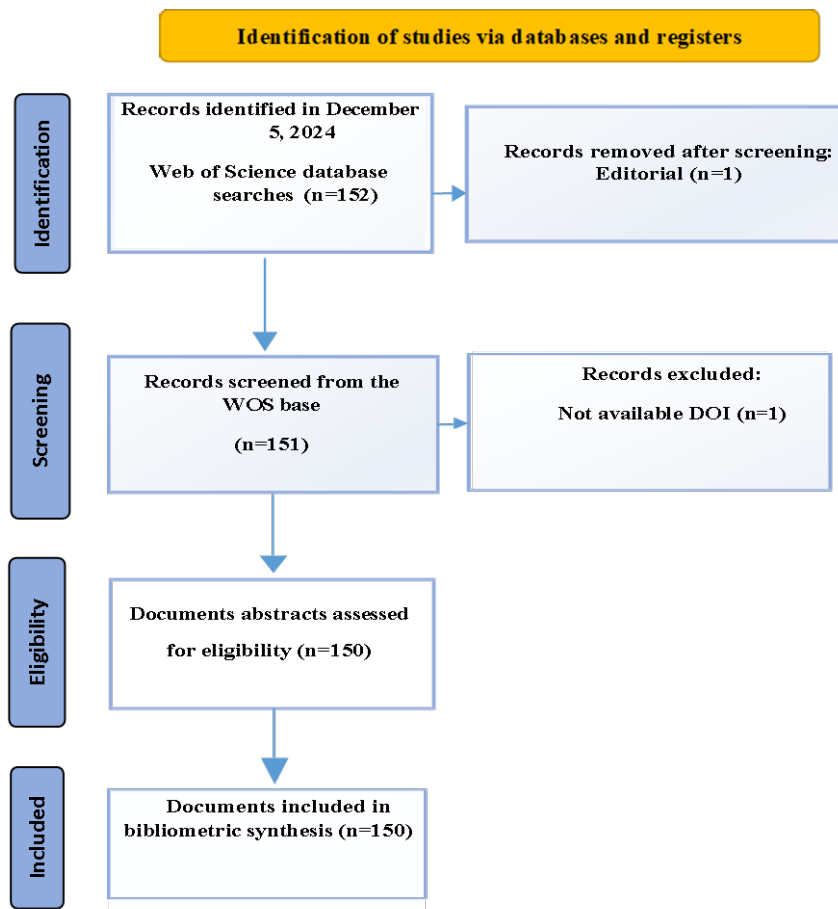 Identification of studies via databases and registers
Identification
Records identified in December
5, 2024
Web of Science database
searches (n=152)
Records removed after screening:
Editorial (n=1)
Screening
Records screened from the
WOS base
(n=151)
Records excluded:
Not available DOI (n=1)
Eligibility
Documents abstracts assessed
for eligibility (n=150)
Included
Documents included in
bibliometric synthesis (n=150)